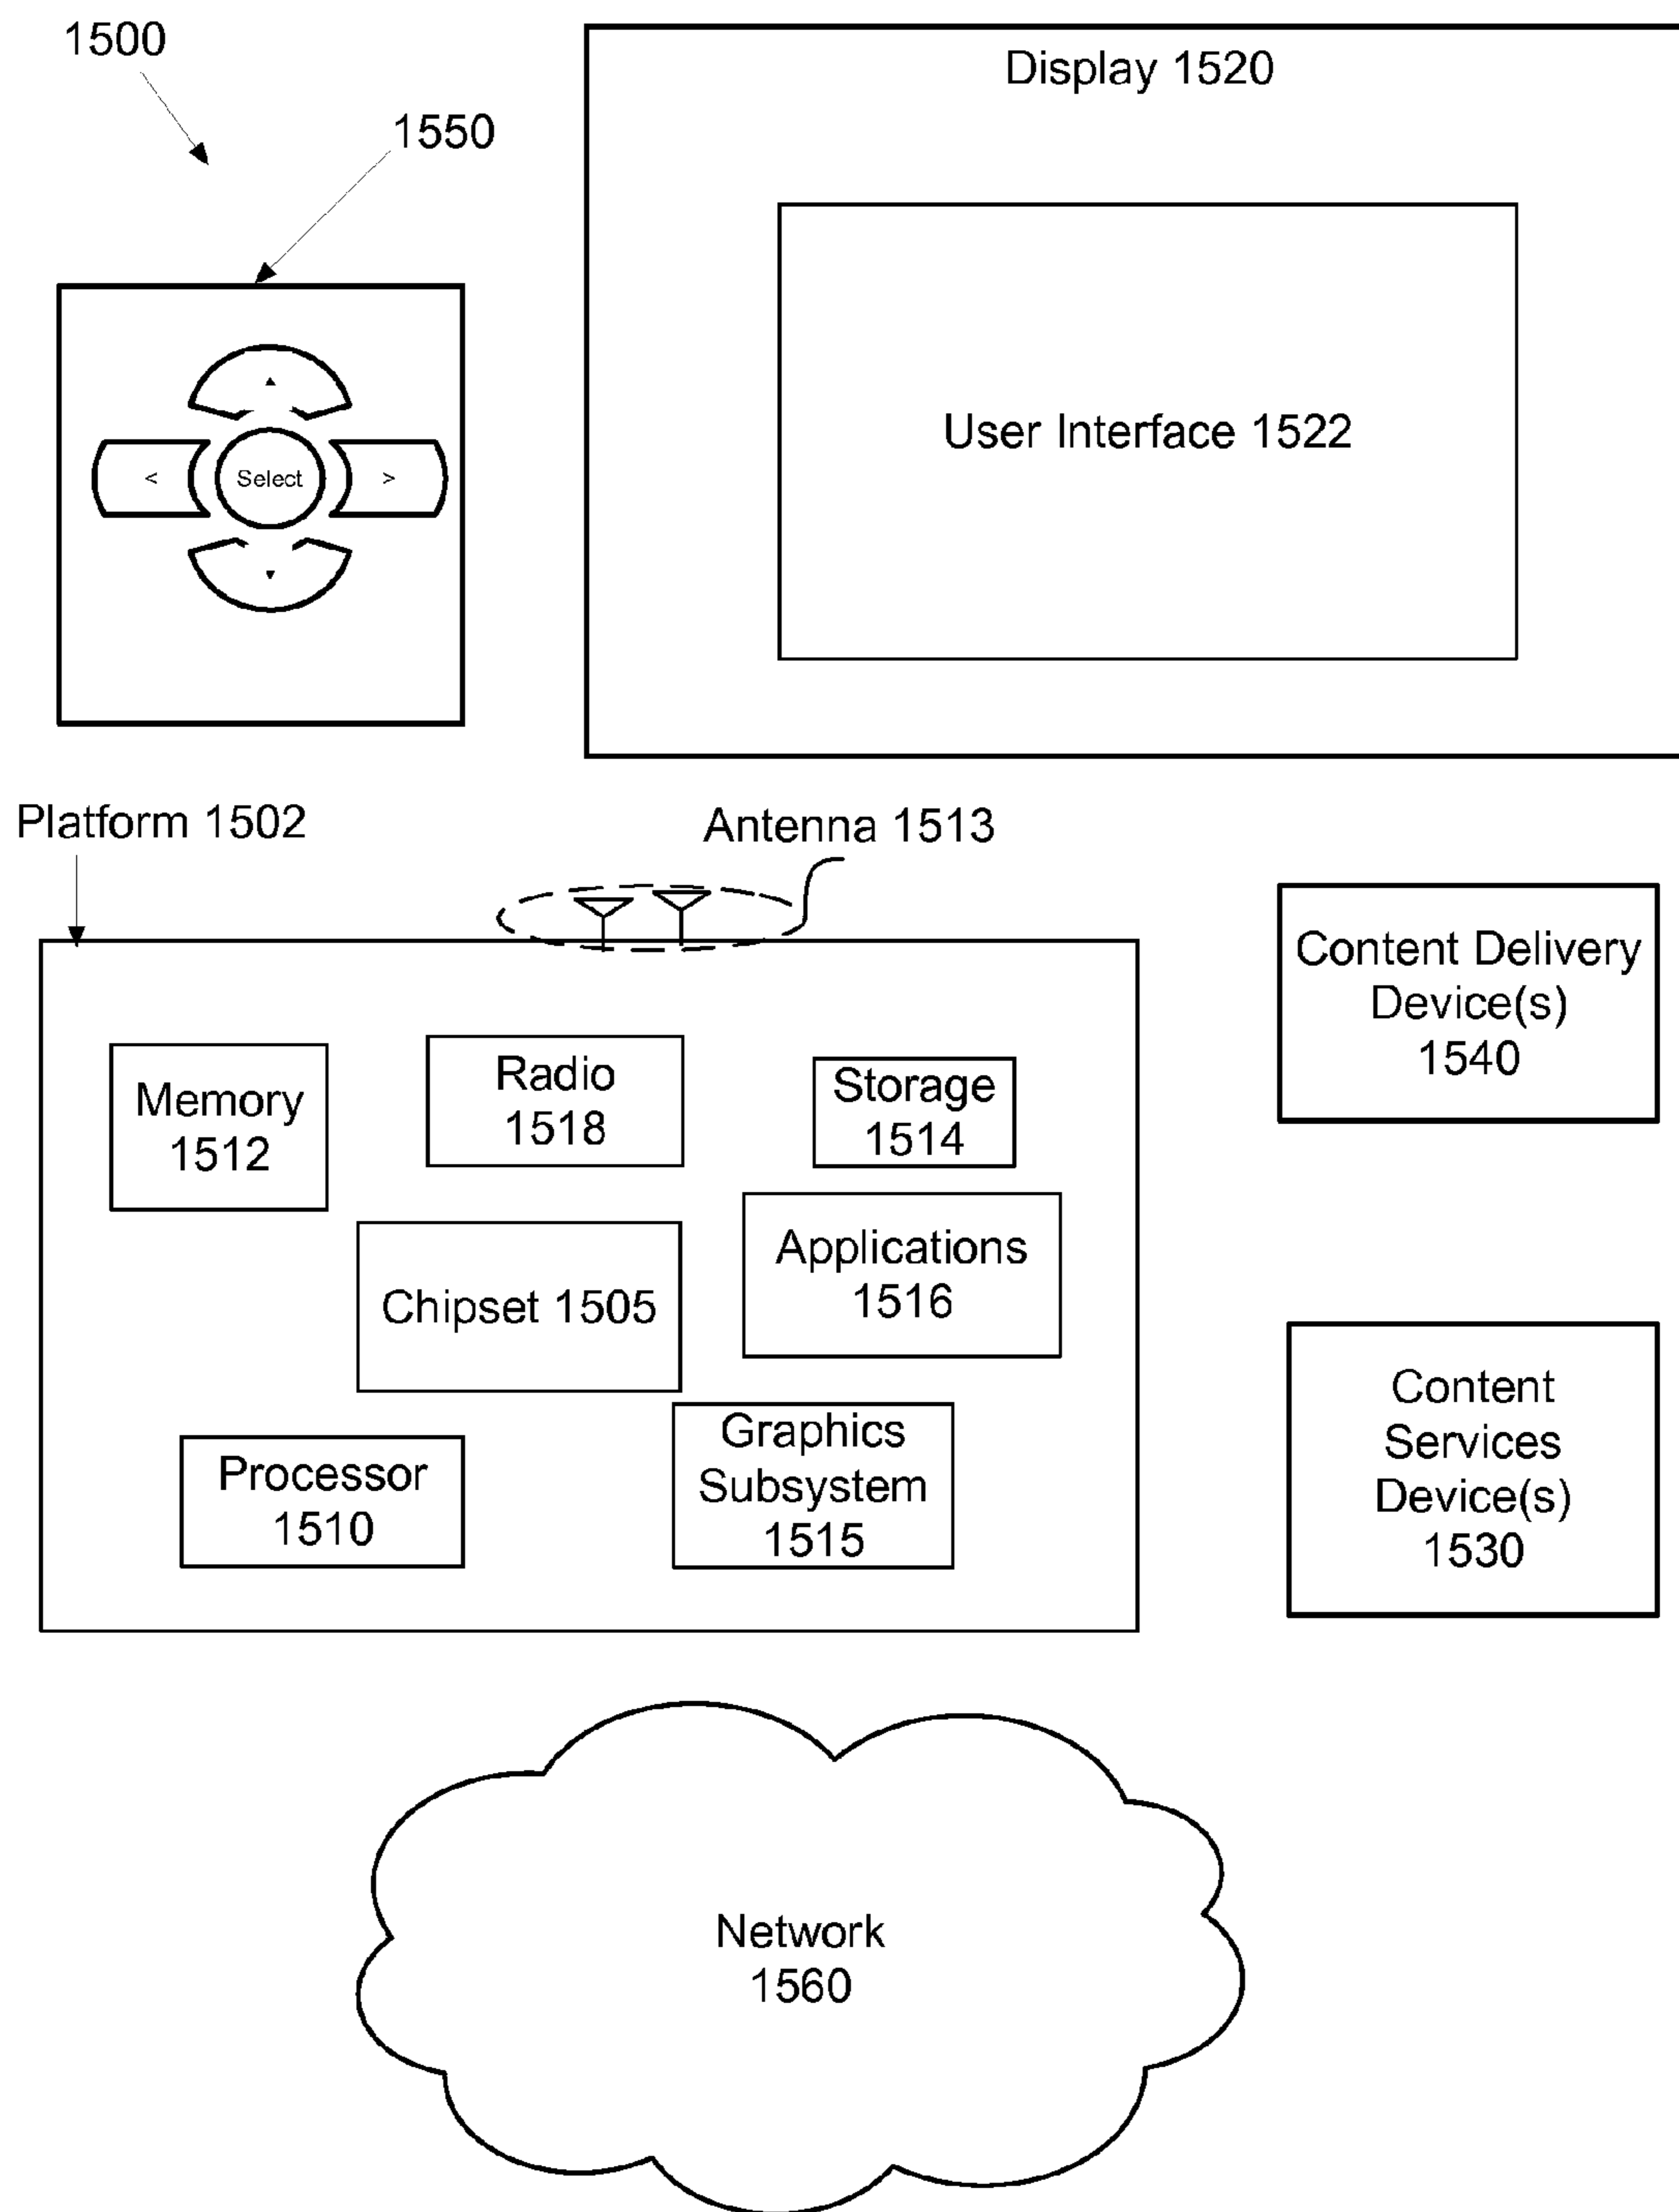 1500
1550
Display 1520
User Interface 1522
<
Select
>
Platform 1502
Antenna 1513
Memory
1512
Radio
1518
Storage
1514
Chipset 1505
Applications
1516
Processor
1510
Graphics
Subsystem
1515
Content Delivery
Device(s)
1540
Content
Services
Device(s)
1530
Network
1560